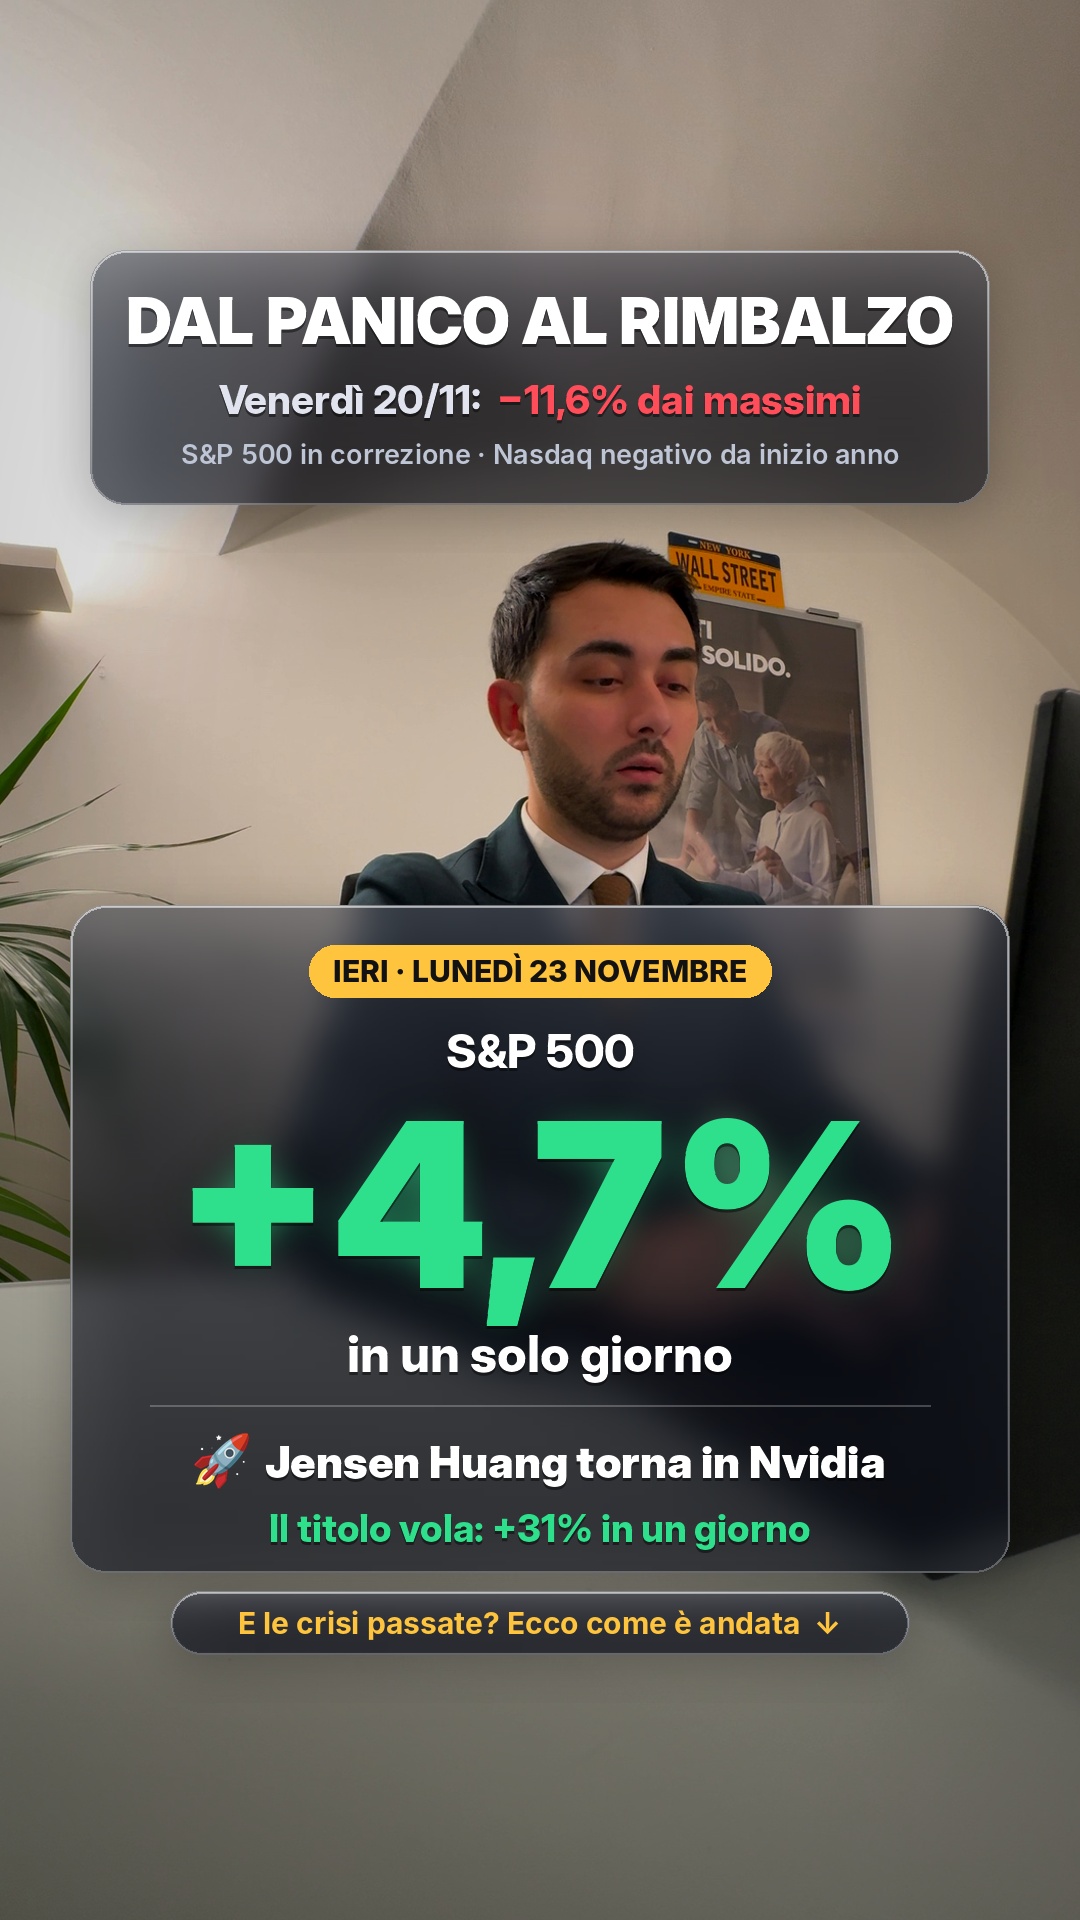 DAL PANICO AL RIMBALZO
Venerdì 20/11: −11,6% dai massimi
S&P 500 in correzione · Nasdaq negativo da inizio anno
NEW YORK
WALL STREET
EMPIRE STATE
TI
SOLIDO.
IERI · LUNEDÌ 23 NOVEMBRE
S&P 500
+4,7%
in un solo giorno
🚀 Jensen Huang torna in Nvidia
Il titolo vola: +31% in un giorno
E le crisi passate? Ecco come è andata ↓